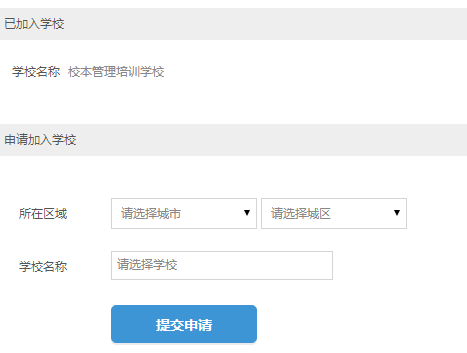 已加入学校
学校名称 校本管理培训学校
申请加入学校
所在区域 请选择城市 请选择城区
学校名称 请选择学校
提交申请